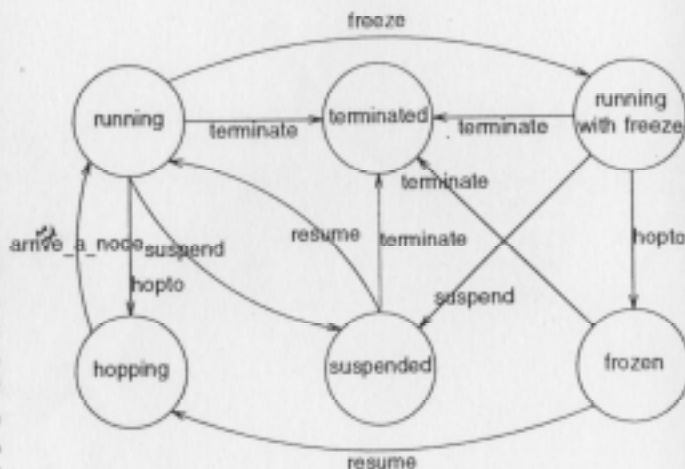 freeze
running
terminated
running
with freeze
terminate
terminate
terminate
arrive_a_node
suspend
resume
terminate
hopto
hopto
suspend
hopping
suspended
frozen
resume